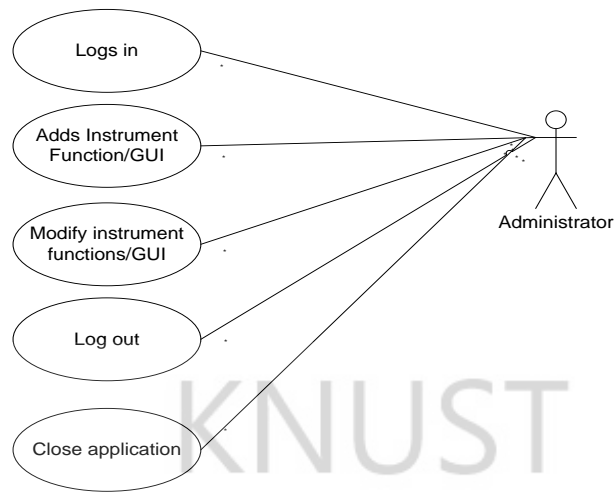 Logs in
Adds Instrument
Function/GUI
Administrator
Modify instrument
functions/GUI
Log out
Close application
KNUST